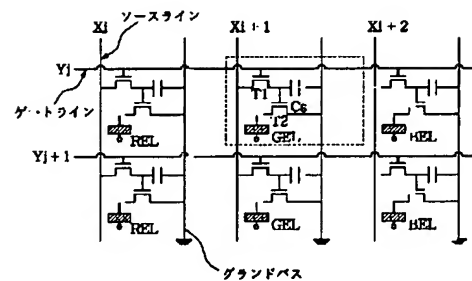 ソースライン
Xi Xi+1 Xi+2
Yj
T1
Cs
T2
ゲートライン
REL GEL BEL
Yj+1
REL GEL BEL
グランドバス